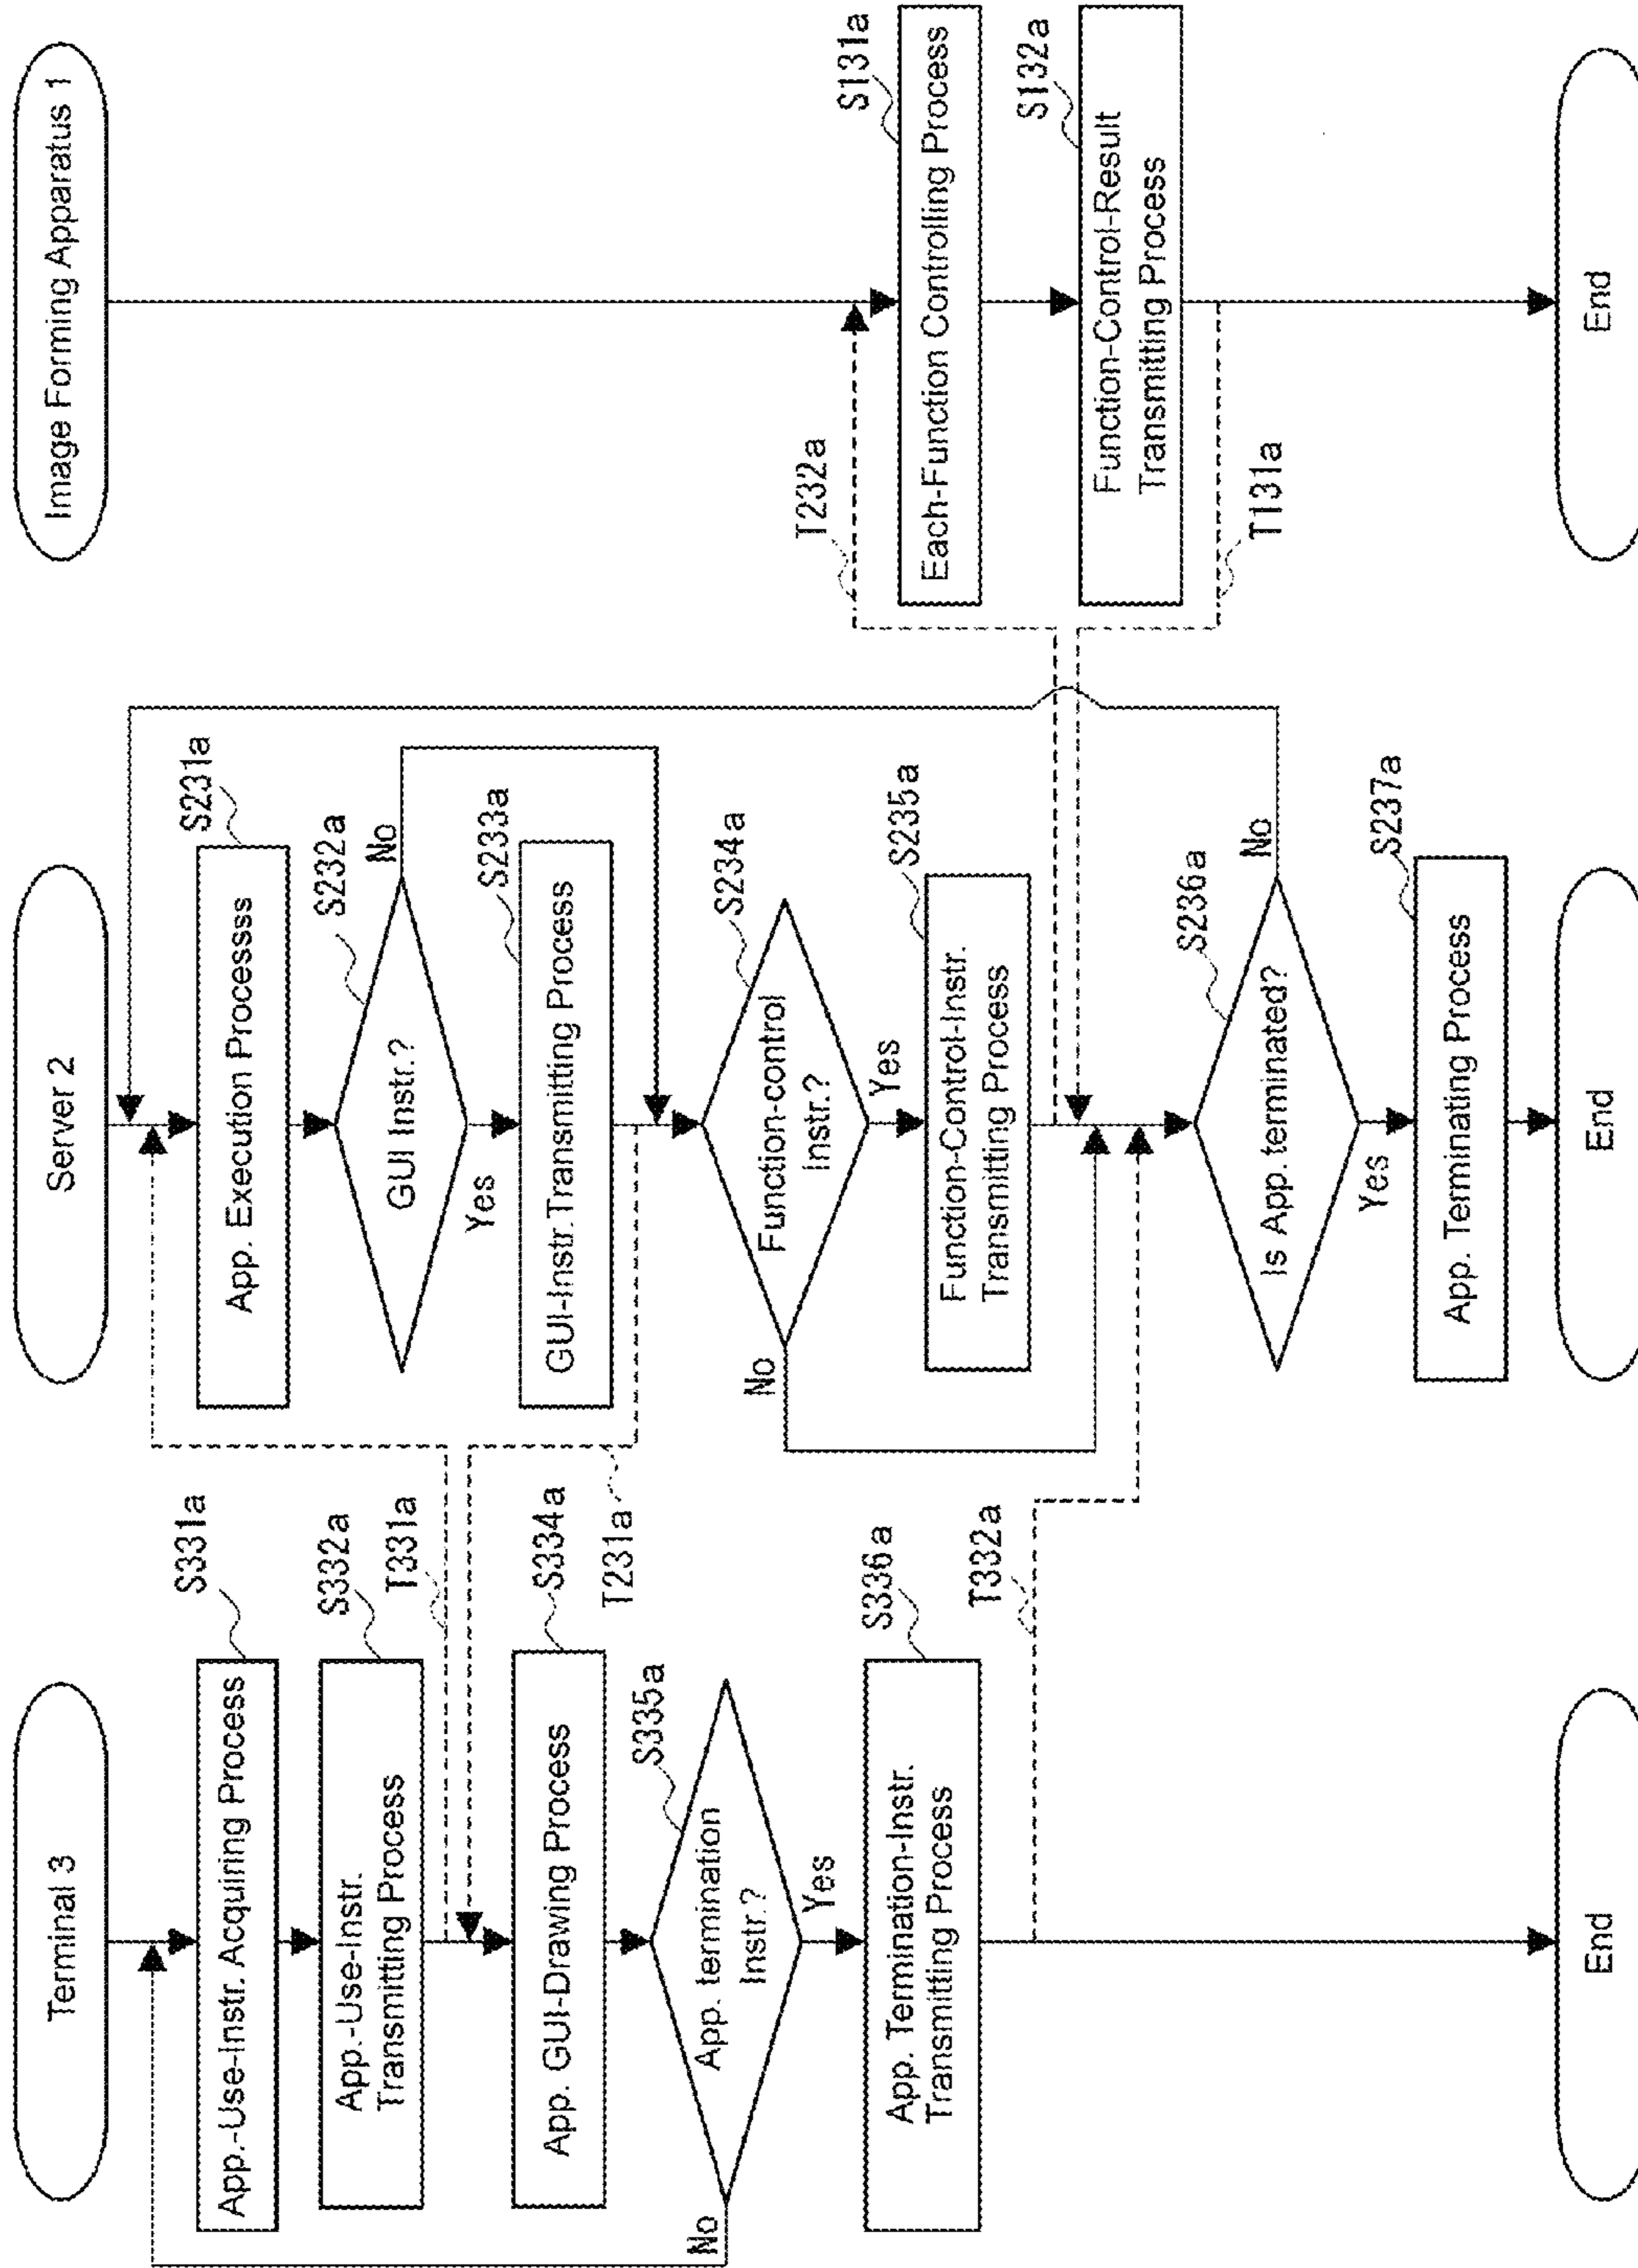 Terminal 3
App.-Use-Instr. Acquiring Process
S331a
App.-Use-Instr.
Transmitting Process
S332a
T331a
App. GUI-Drawing Process
S334a
T231a
App. termination
Instr.?
S335a
No
Yes
App. Termination-Instr.
Transmitting Process
S336a
T332a
End
Server 2
App. Execution Processs
S231a
GUI Instr.?
S232a
No
Yes
GUI-Instr.Transmitting Process
S233a
Function-control
Instr.?
S234a
No
Yes
Function-Control-Instr.
Transmitting Process
S235a
Is App. terminated?
S236a
No
Yes
App. Terminating Process
S237a
End
Image Forming Apparatus 1
T232a
Each-Function Controlling Process
S131a
Function-Control-Result
Transmitting Process
S132a
T131a
End